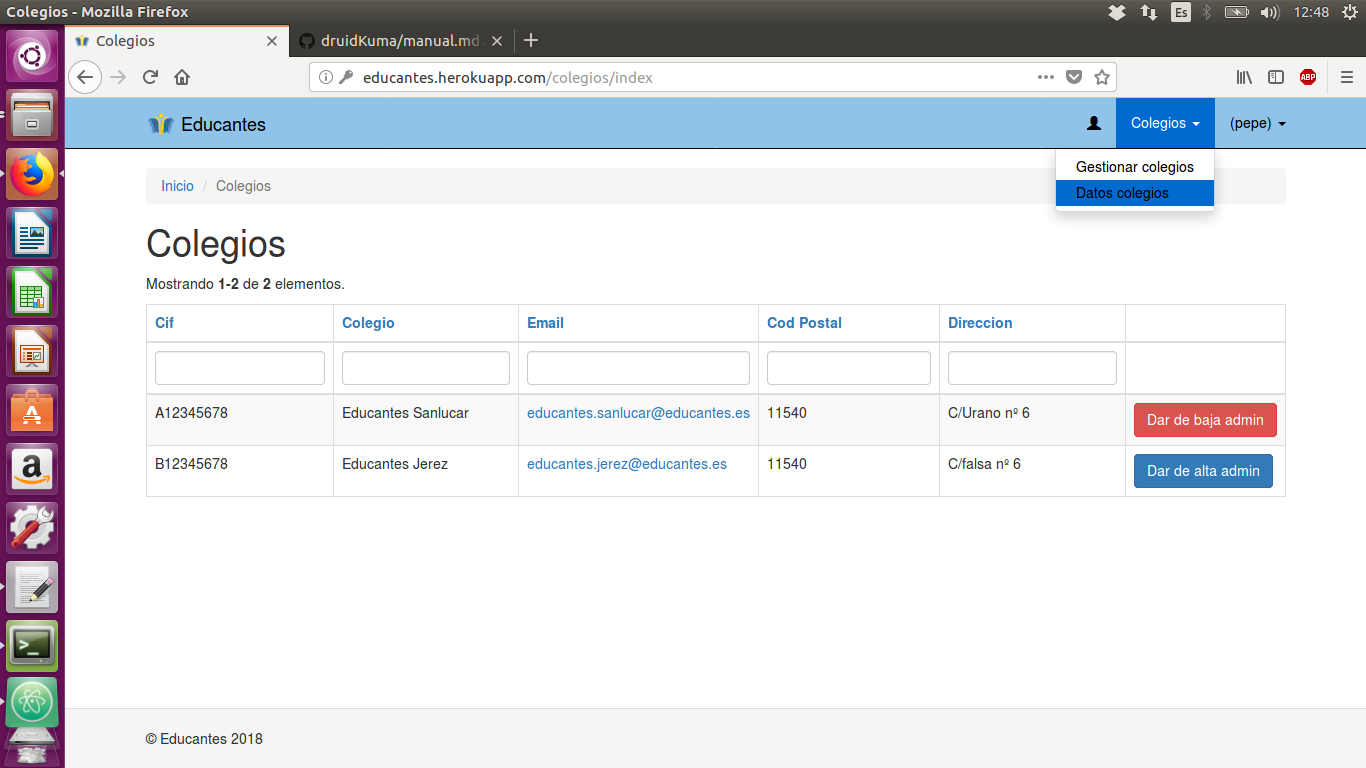 Colegios - Mozilla Firefox
Es
12:48
Colegios
druidKuma/manual.md
educantes.herokuapp.com/colegios/index
ABP
Educantes
Colegios
(pepe)
Gestionar colegios
Datos colegios
Inicio / Colegios
Colegios
Mostrando 1-2 de 2 elementos.
Cif Colegio Email Cod Postal Direccion
A12345678 Educantes Sanlucar educantes.sanlucar@educantes.es 11540 C/Urano nº 6 Dar de baja admin
B12345678 Educantes Jerez educantes.jerez@educantes.es 11540 C/falsa nº 6 Dar de alta admin
© Educantes 2018